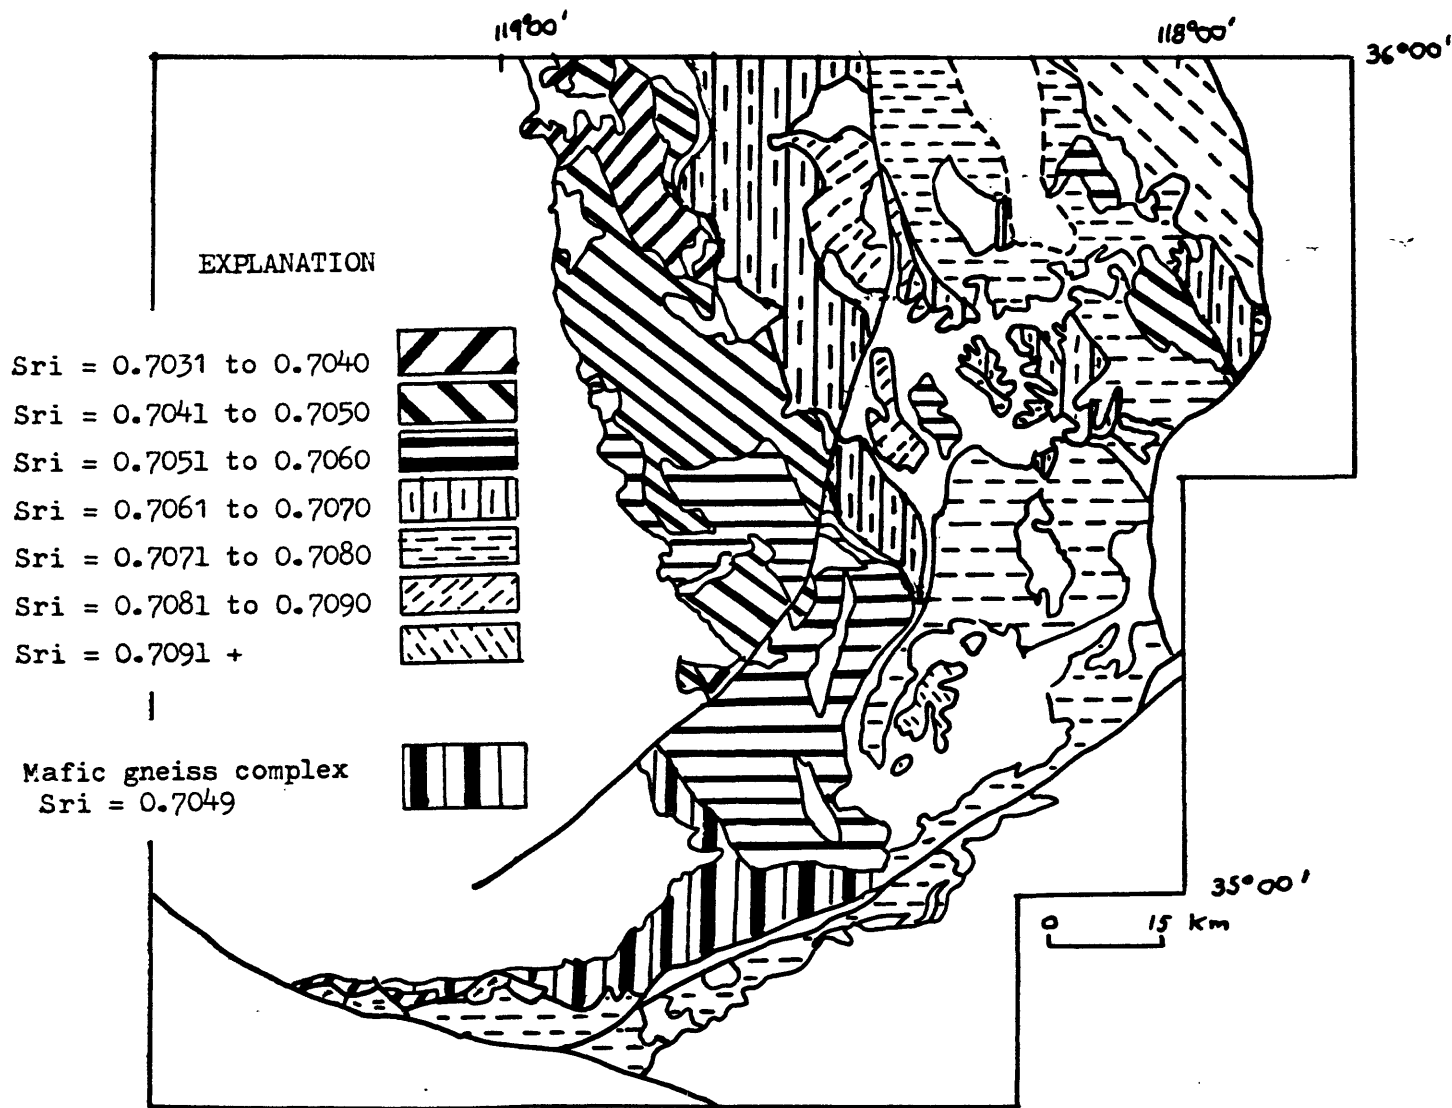 119°00'
118°00'
36°00'
EXPLANATION
Sri = 0.7031 to 0.7040
Sri = 0.7041 to 0.7050
Sri = 0.7051 to 0.7060
Sri = 0.7061 to 0.7070
Sri = 0.7071 to 0.7080
Sri = 0.7081 to 0.7090
Sri = 0.7091 +
Mafic gneiss complex
Sri = 0.7049
35°00'
0 15 Km